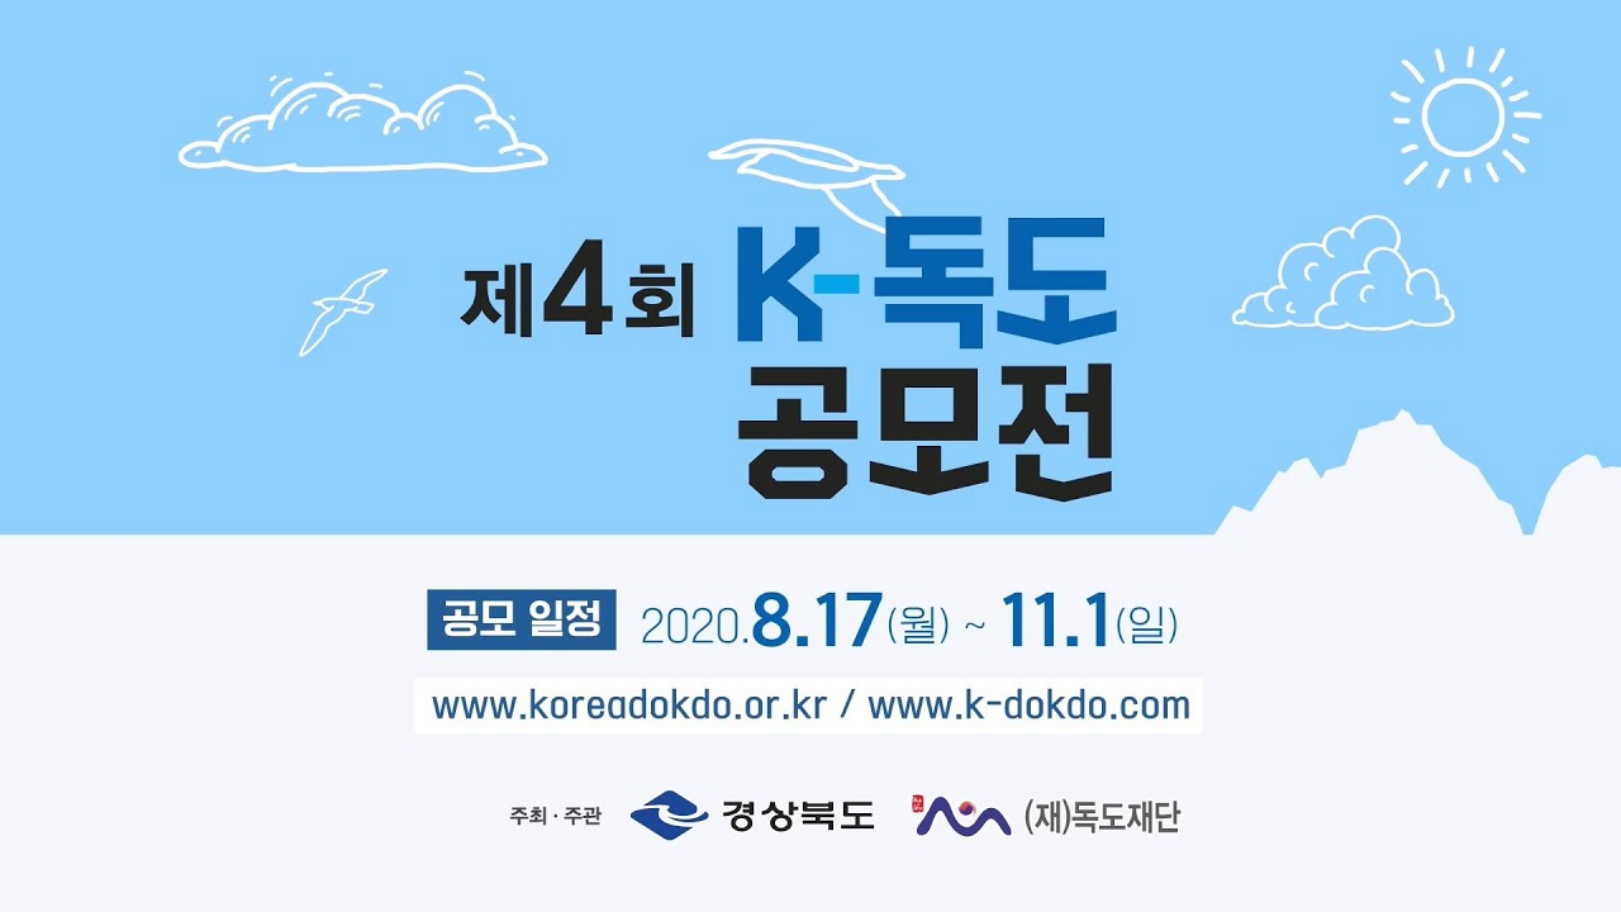 제4회 K-독도
공모전
공모 일정 2020.8.17(월) ~ 11.1(일)
www.koreadokdo.or.kr / www.k-dokdo.com
주최·주관 경상북도 (재)독도재단